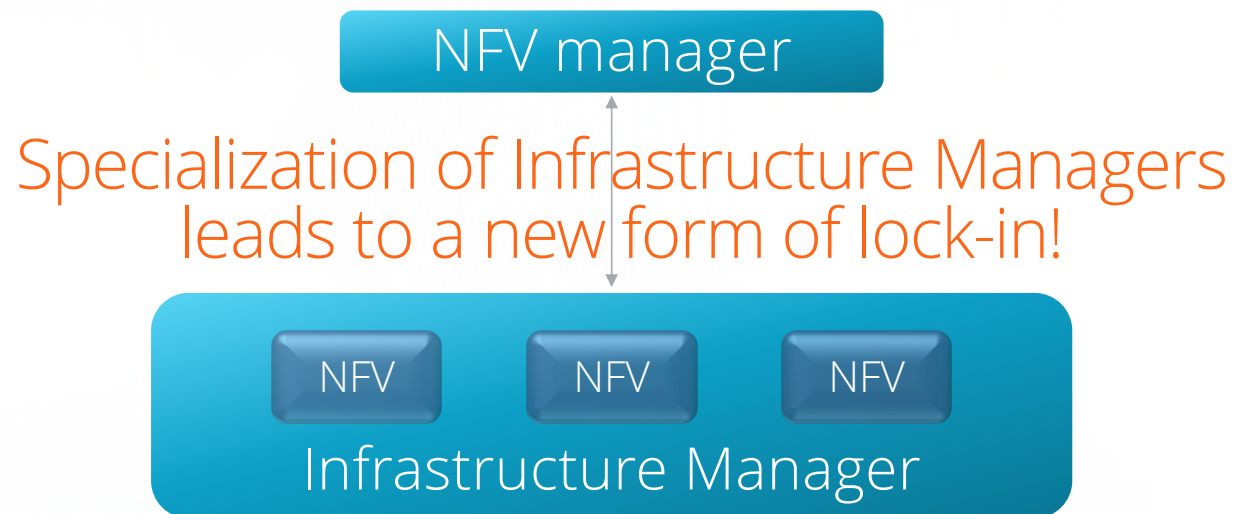 NFV manager
Specialization of Infrastructure Managers
leads to a new form of lock-in!
NFV NFV NFV
Infrastructure Manager